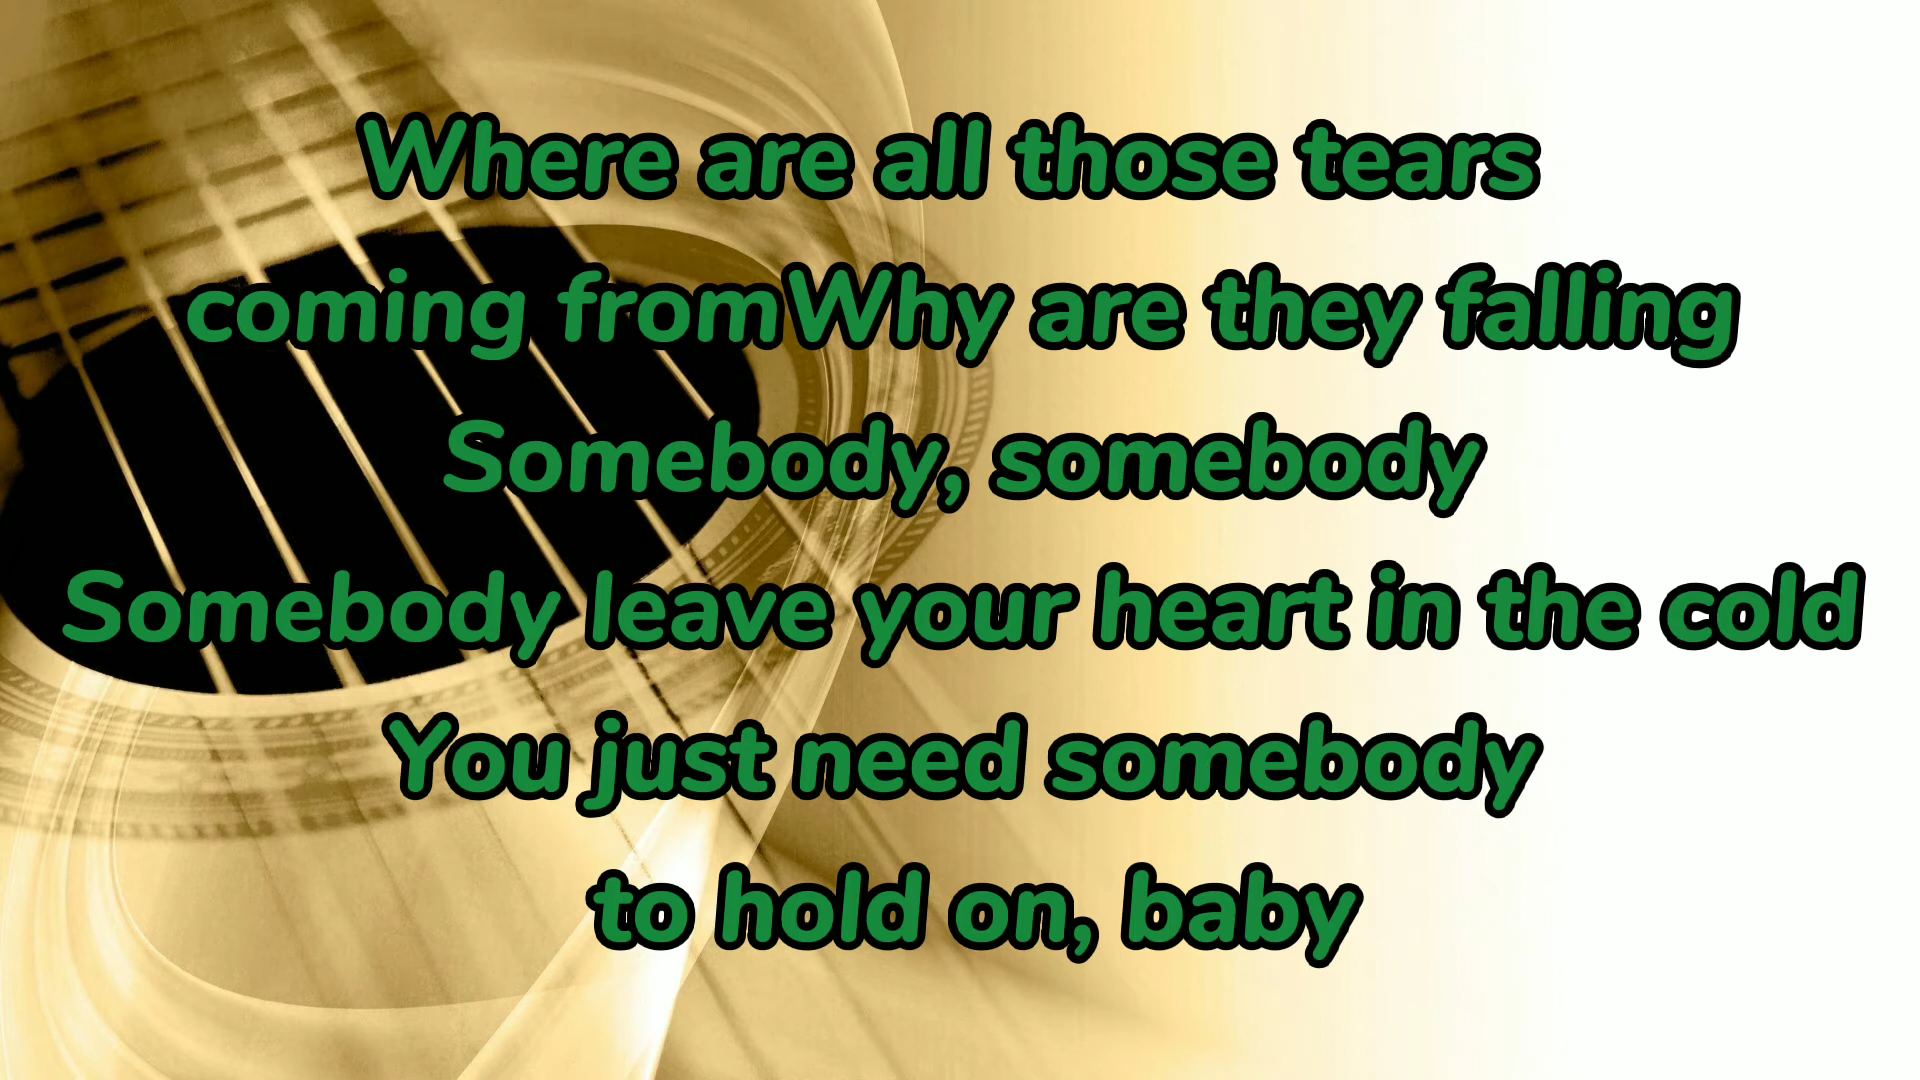 Where are all those tears
coming fromWhy are they falling
Somebody, somebody
Somebody leave your heart in the cold
You just need somebody
to hold on, baby